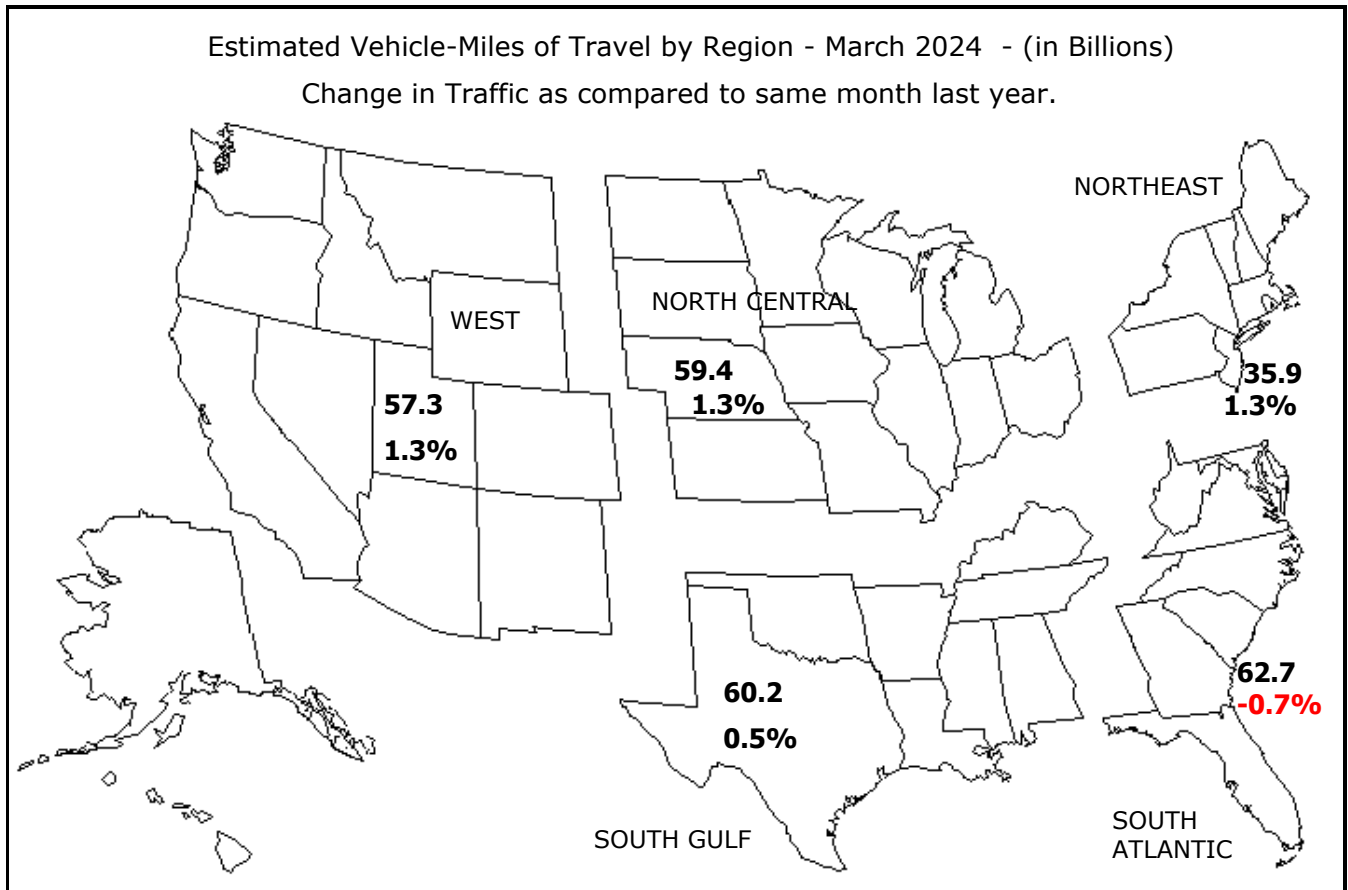 Estimated Vehicle-Miles of Travel by Region - March 2024 - (in Billions)
Change in Traffic as compared to same month last year.
NORTHEAST
35.9
1.3%
NORTH CENTRAL
59.4
1.3%
WEST
57.3
1.3%
SOUTH GULF
60.2
0.5%
SOUTH
ATLANTIC
62.7
-0.7%